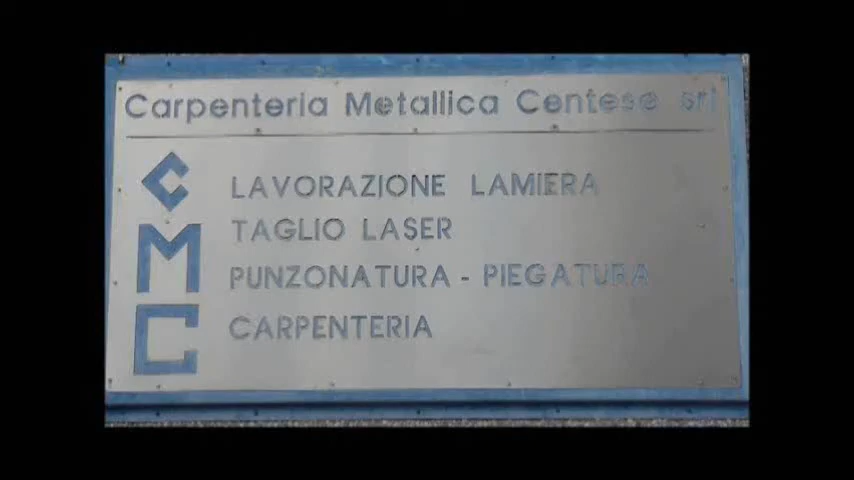 Carpenteria Metallica Centese srl
C
LAVORAZIONE LAMIERA
M
TAGLIO LASER
PUNZONATURA - PIEGATURA
C
CARPENTERIA